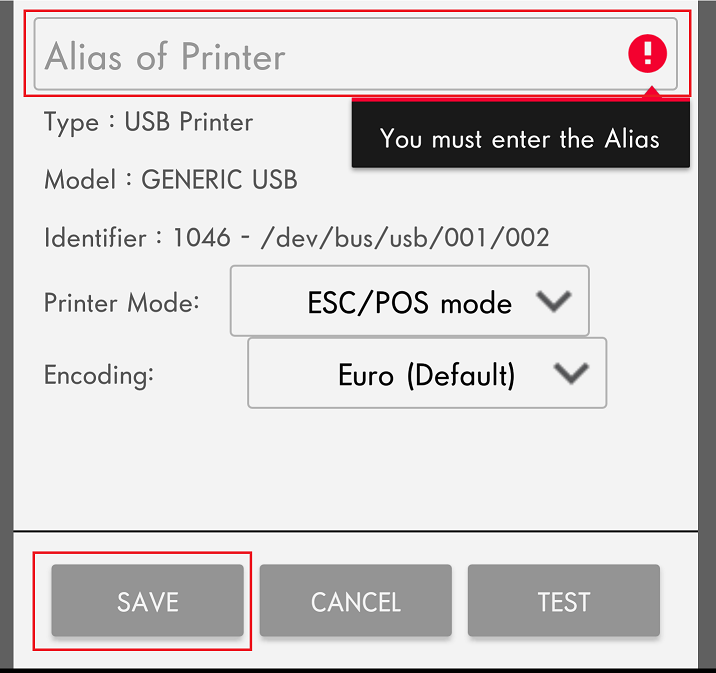 Alias of Printer
You must enter the Alias
Type : USB Printer
Model : GENERIC USB
Identifier : 1046 - /dev/bus/usb/001/002
Printer Mode: ESC/POS mode
Encoding: Euro (Default)
SAVE CANCEL TEST